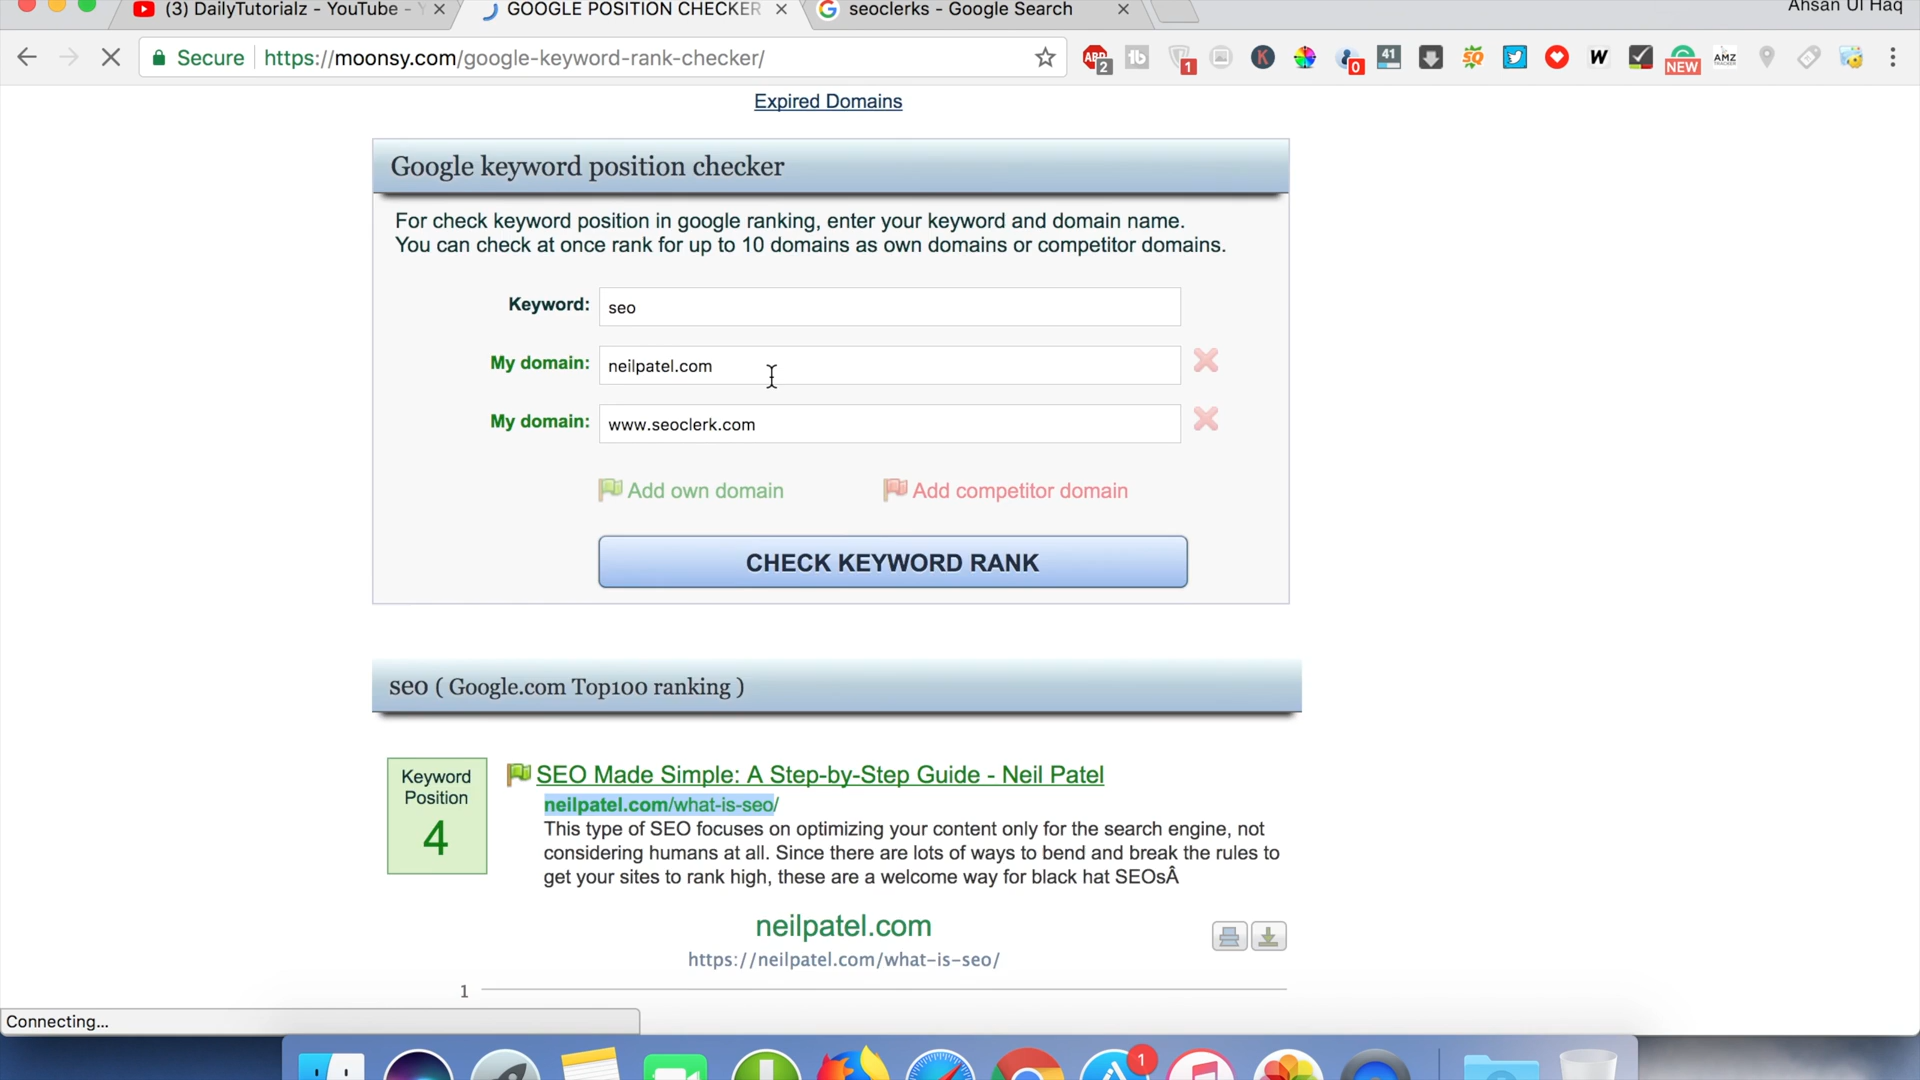 (3) DailyTutorialz - YouTube -
GOOGLE POSITION CHECKER
seoclerks - Google Search
Ahsan Ul Haq
Secure https://moonsy.com/google-keyword-rank-checker/
2
1
0
41
NEW
AMZ
Expired Domains
Google keyword position checker
For check keyword position in google ranking, enter your keyword and domain name.
You can check at once rank for up to 10 domains as own domains or competitor domains.
Keyword: seo
My domain: neilpatel.com
My domain: www.seoclerk.com
Add own domain Add competitor domain
CHECK KEYWORD RANK
seo ( Google.com Top100 ranking )
Keyword
Position
4
SEO Made Simple: A Step-by-Step Guide - Neil Patel
neilpatel.com/what-is-seo/
This type of SEO focuses on optimizing your content only for the search engine, not
considering humans at all. Since there are lots of ways to bend and break the rules to
get your sites to rank high, these are a welcome way for black hat SEOsÂ
neilpatel.com
https://neilpatel.com/what-is-seo/
1
Connecting...
1